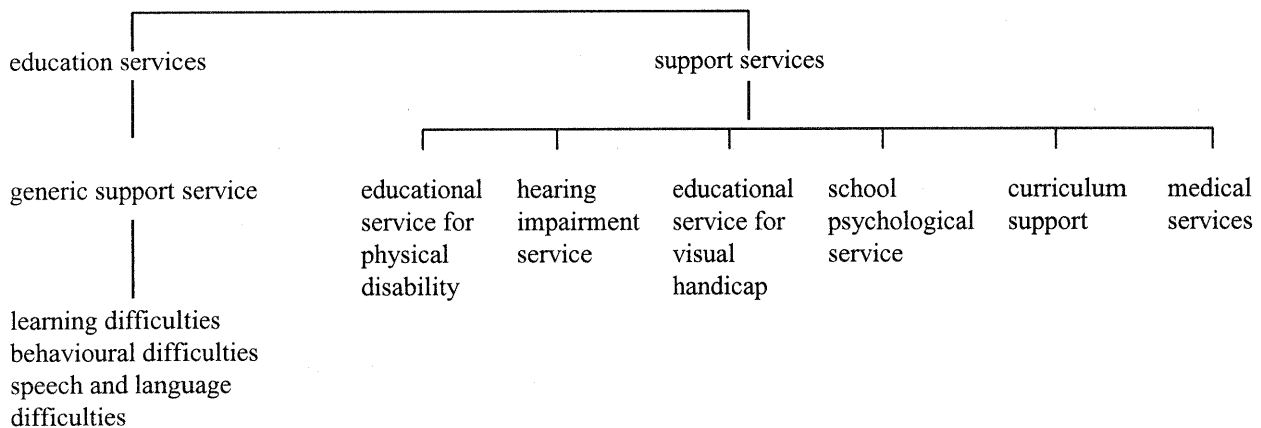 education services
support services
generic support service
educational
service for
physical
disability
hearing
impairment
service
educational
service for
visual
handicap
school
psychological
service
curriculum
support
medical
services
learning difficulties
behavioural difficulties
speech and language
difficulties